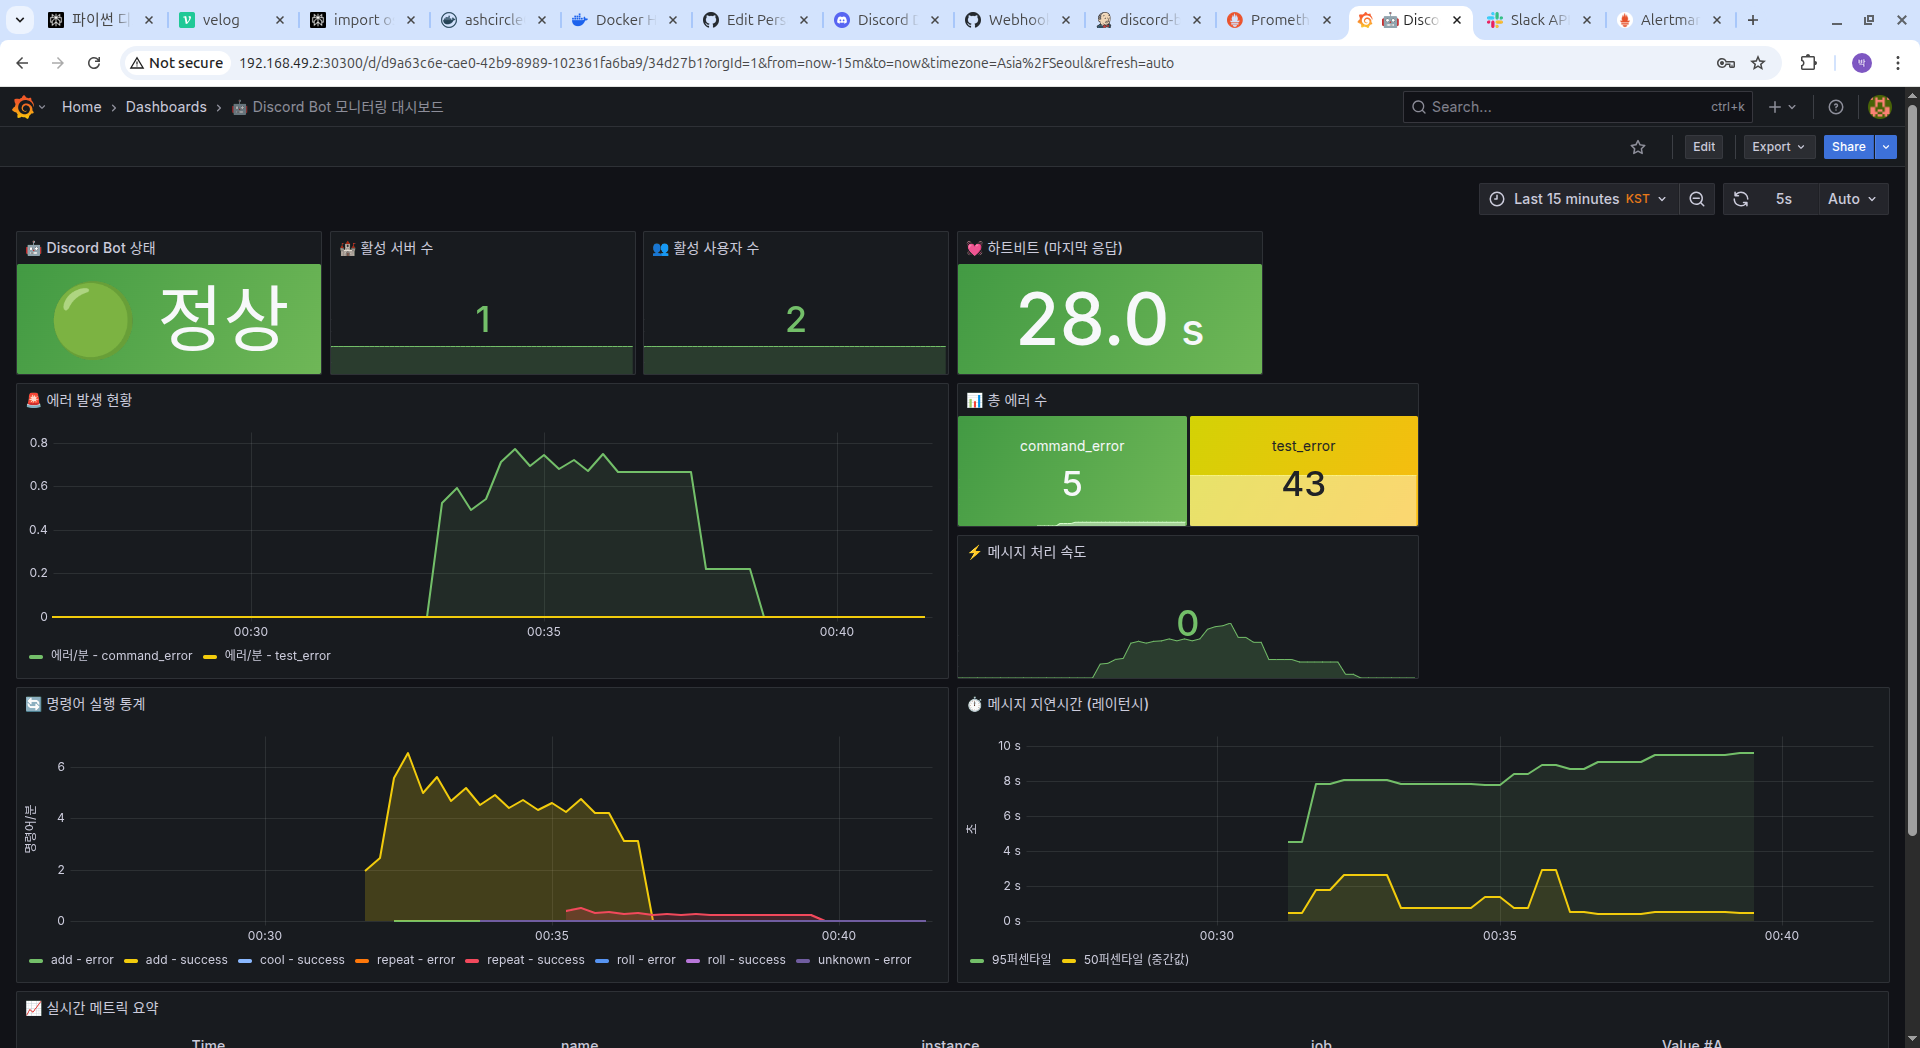 파이썬 디
velog
import o
ashcircle
Docker H
Edit Pers
Discord D
Webhook
discord-b
Prometh
🤖 Disco
Slack AP
Alertmar
Not secure
192.168.49.2:30300/d/d9a63c6e-cae0-42b9-8989-102361fa6ba9/34d27b1?orgId=1&from=now-15m&to=now&timezone=Asia%2FSeoul&refresh=auto
박
Home › Dashboards › 🤖 Discord Bot 모니터링 대시보드
Search... ctrl+k
Edit Export Share
Last 15 minutes KST 5s Auto
🤖 Discord Bot 상태
🟢 정상
🏰 활성 서버 수
1
👥 활성 사용자 수
2
💓 하트비트 (마지막 응답)
28.0 s
🚨 에러 발생 현황
0.8
0.6
0.4
0.2
0
00:30 00:35 00:40
에러/분 - command_error 에러/분 - test_error
📊 총 에러 수
command_error
5
test_error
43
⚡ 메시지 처리 속도
0
🔄 명령어 실행 통계
명령어/분
6
4
2
0
00:30 00:35 00:40
add - error add - success cool - success repeat - error repeat - success roll - error roll - success unknown - error
⏱️ 메시지 지연시간 (레이턴시)
초
10 s
8 s
6 s
4 s
2 s
0 s
00:30 00:35 00:40
95퍼센타일 50퍼센타일 (중간값)
📈 실시간 메트릭 요약
Time name instance job Value #A